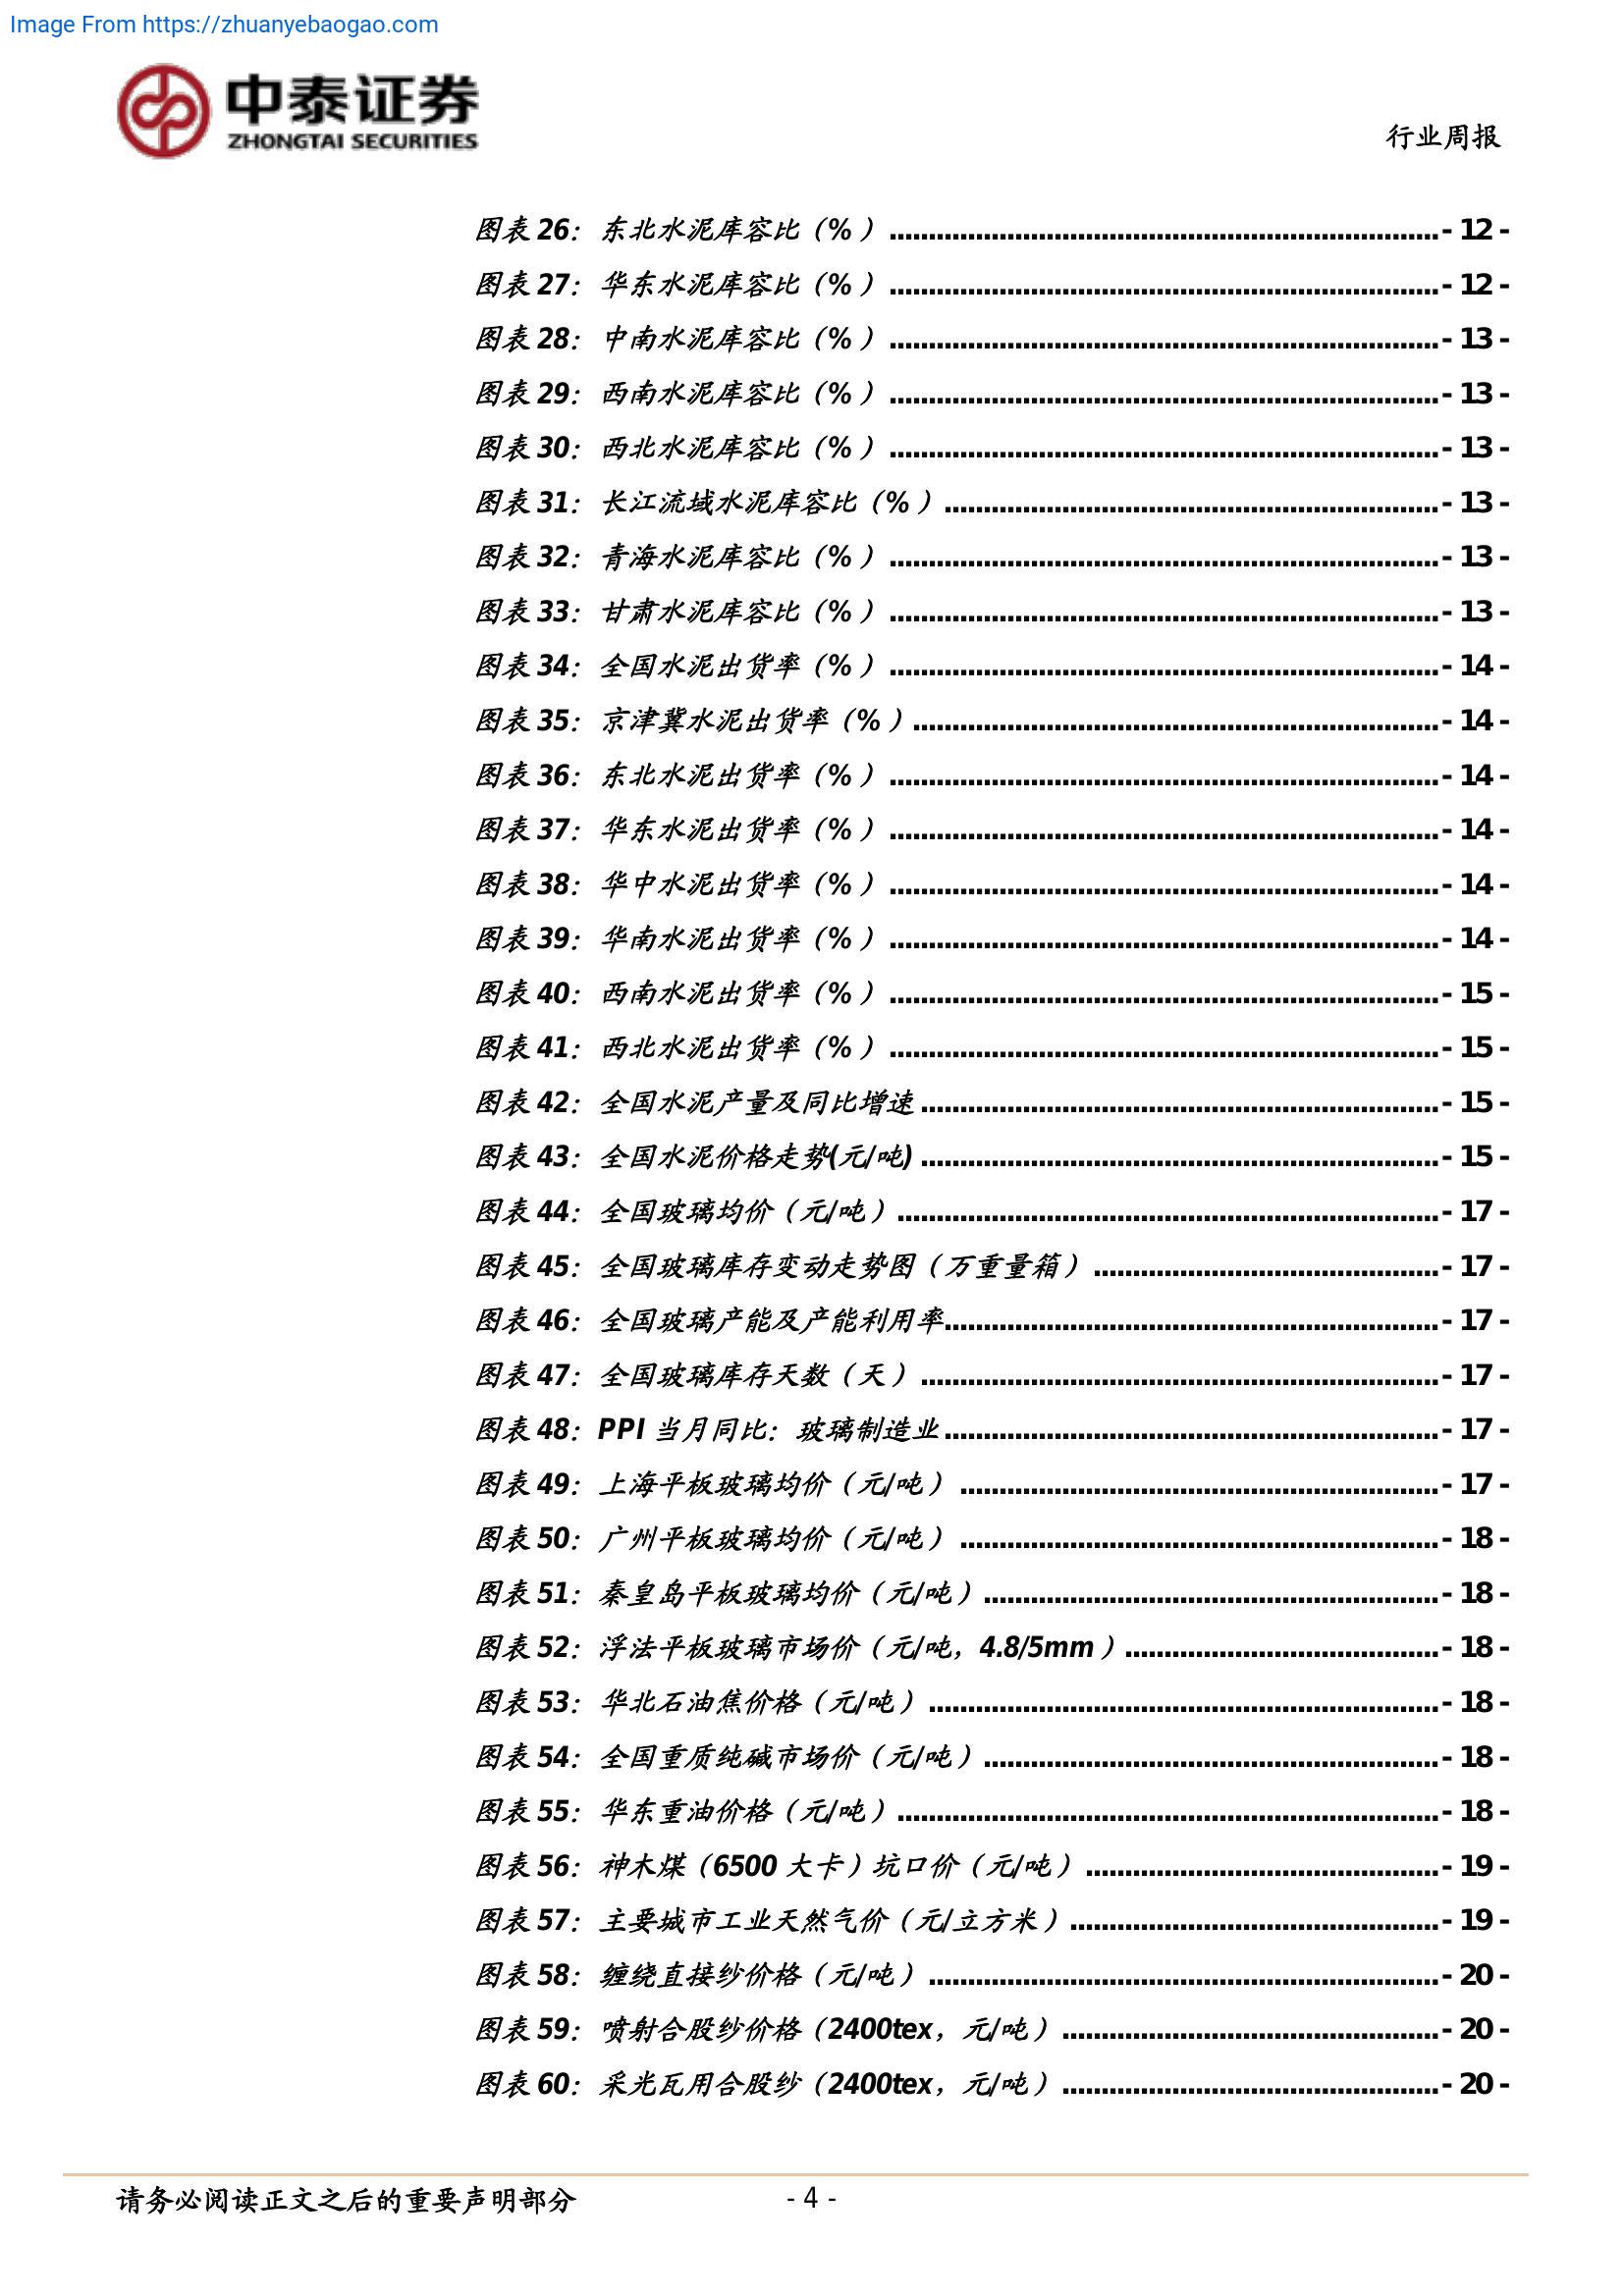 Image From https://zhuanyebaogao.com
中泰证券
ZHONGTAI SECURITIES
行业周报
图表 26：东北水泥库容比（%）- 12 -
图表 27：华东水泥库容比（%）- 12 -
图表 28：中南水泥库容比（%）- 13 -
图表 29：西南水泥库容比（%）- 13 -
图表 30：西北水泥库容比（%）- 13 -
图表 31：长江流域水泥库容比（%）- 13 -
图表 32：青海水泥库容比（%）- 13 -
图表 33：甘肃水泥库容比（%）- 13 -
图表 34：全国水泥出货率（%）- 14 -
图表 35：京津冀水泥出货率（%）- 14 -
图表 36：东北水泥出货率（%）- 14 -
图表 37：华东水泥出货率（%）- 14 -
图表 38：华中水泥出货率（%）- 14 -
图表 39：华南水泥出货率（%）- 14 -
图表 40：西南水泥出货率（%）- 15 -
图表 41：西北水泥出货率（%）- 15 -
图表 42：全国水泥产量及同比增速 - 15 -
图表 43：全国水泥价格走势(元/吨) - 15 -
图表 44：全国玻璃均价（元/吨）- 17 -
图表 45：全国玻璃库存变动走势图（万重量箱）- 17 -
图表 46：全国玻璃产能及产能利用率 - 17 -
图表 47：全国玻璃库存天数（天）- 17 -
图表 48：PPI 当月同比：玻璃制造业 - 17 -
图表 49：上海平板玻璃均价（元/吨）- 17 -
图表 50：广州平板玻璃均价（元/吨）- 18 -
图表 51：秦皇岛平板玻璃均价（元/吨）- 18 -
图表 52：浮法平板玻璃市场价（元/吨，4.8/5mm）- 18 -
图表 53：华北石油焦价格（元/吨）- 18 -
图表 54：全国重质纯碱市场价（元/吨）- 18 -
图表 55：华东重油价格（元/吨）- 18 -
图表 56：神木煤（6500 大卡）坑口价（元/吨）- 19 -
图表 57：主要城市工业天然气价（元/立方米）- 19 -
图表 58：缠绕直接纱价格（元/吨）- 20 -
图表 59：喷射合股纱价格（2400tex，元/吨）- 20 -
图表 60：采光瓦用合股纱（2400tex，元/吨）- 20 -
请务必阅读正文之后的重要声明部分
- 4 -